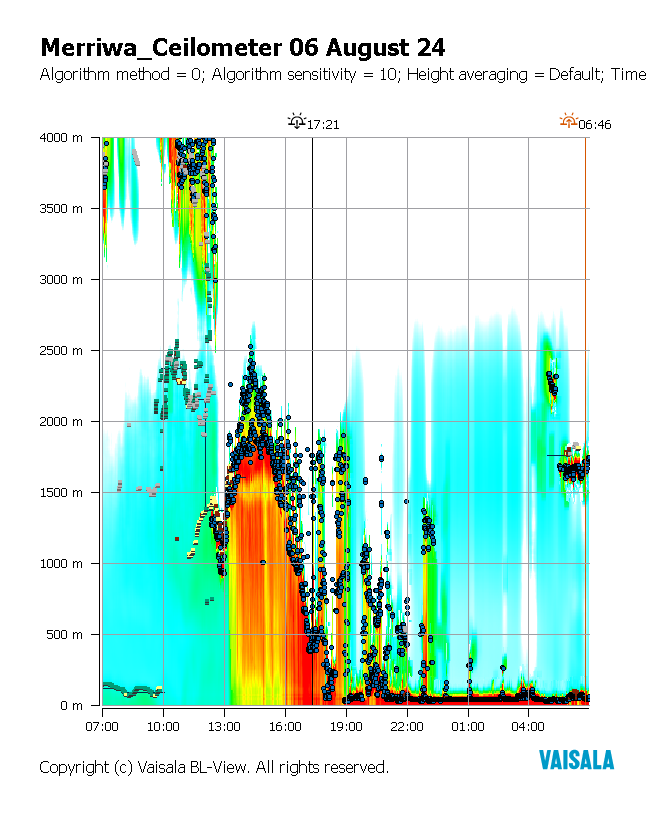 Merriwa_Ceilometer 06 August 24
Algorithm method = 0; Algorithm sensitivity = 10; Height averaging = Default; Time
17:21
06:46
4000 m
3500 m
3000 m
2500 m
2000 m
1500 m
1000 m
500 m
0 m
07:00 10:00 13:00 16:00 19:00 22:00 01:00 04:00
VAISALA
Copyright (c) Vaisala BL-View. All rights reserved.